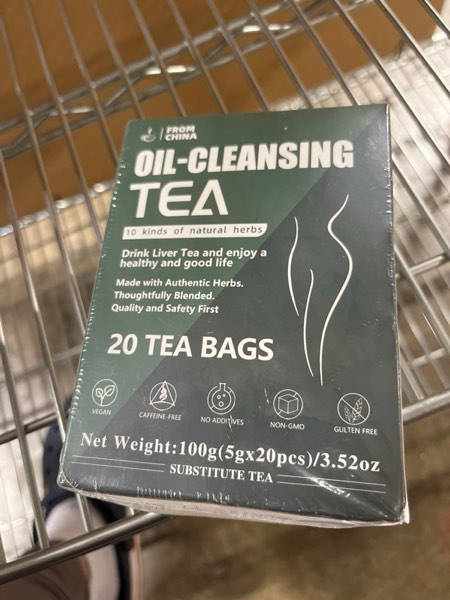 FROM
CHINA
OIL-CLEANSING
TEA
10 kinds of natural herbs
Drink Liver Tea and enjoy a
healthy and good life
Made with Authentic Herbs.
Thoughtfully Blended.
Quality and Safety First
20 TEA BAGS
VEGAN
CAFFEINE-FREE
NO ADDITIVES
NON-GMO
GULTEN FREE
Net Weight:100g(5gx20pcs)/3.52oz
SUBSTITUTE TEA